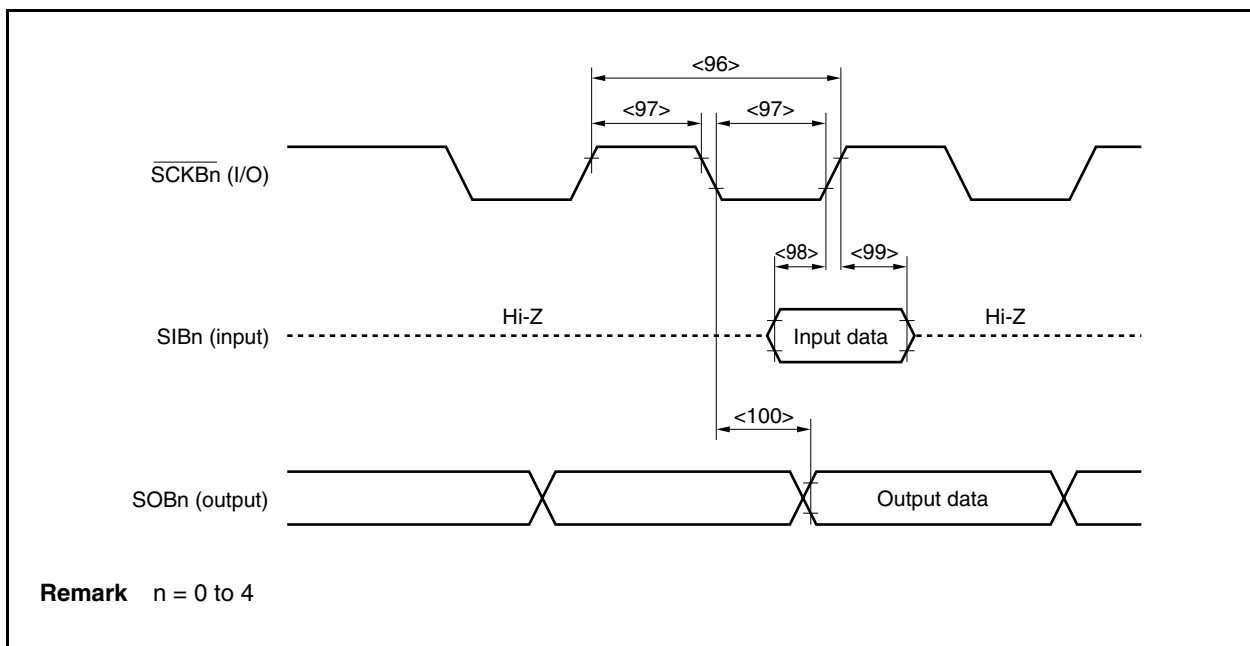 <96>
<97> <97>
SCKBn (I/O)
<98> <99>
Hi-Z Hi-Z
SIBn (input) Input data
<100>
SOBn (output) Output data
Remark n = 0 to 4